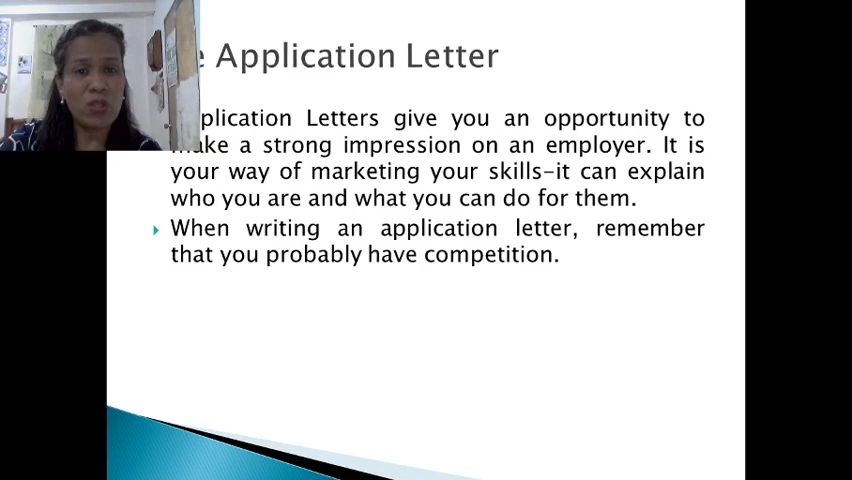 Application Letter
plication Letters give you an opportunity to
make a strong impression on an employer. It is
your way of marketing your skills-it can explain
who you are and what you can do for them.
When writing an application letter, remember
that you probably have competition.